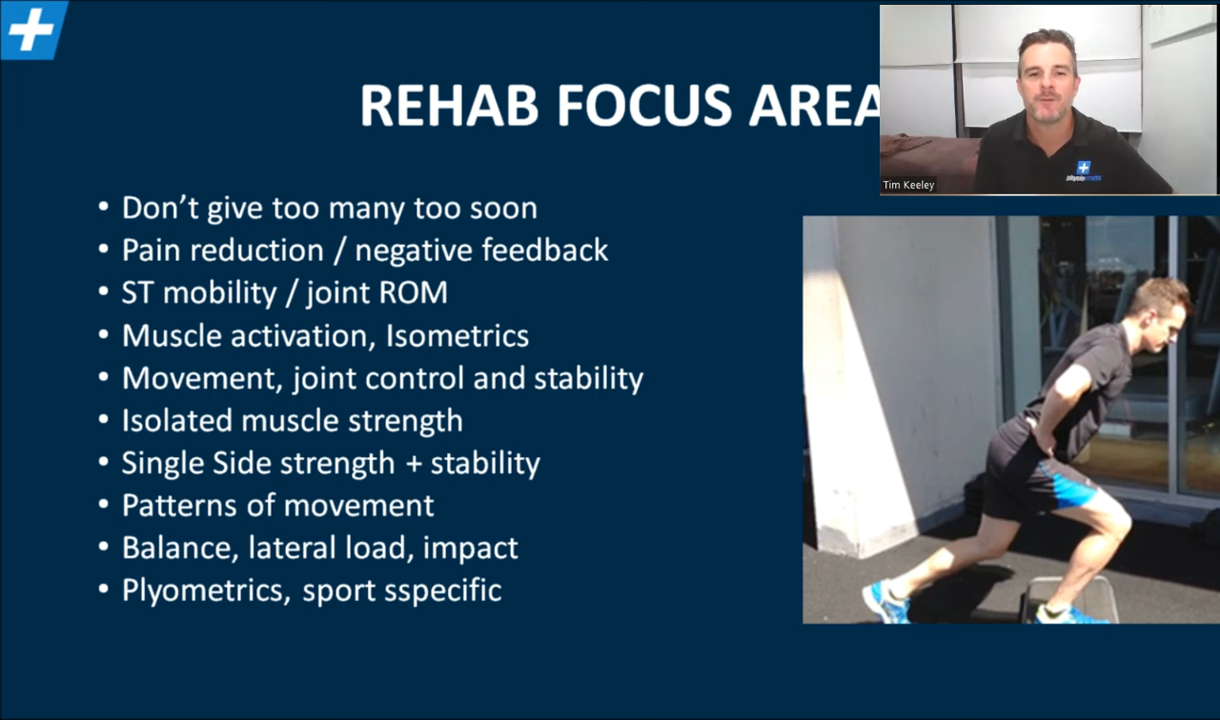 REHAB FOCUS AREA
Tim Keeley
• Don't give too many too soon
• Pain reduction / negative feedback
• ST mobility / joint ROM
• Muscle activation, Isometrics
• Movement, joint control and stability
• Isolated muscle strength
• Single Side strength + stability
• Patterns of movement
• Balance, lateral load, impact
• Plyometrics, sport sspecific